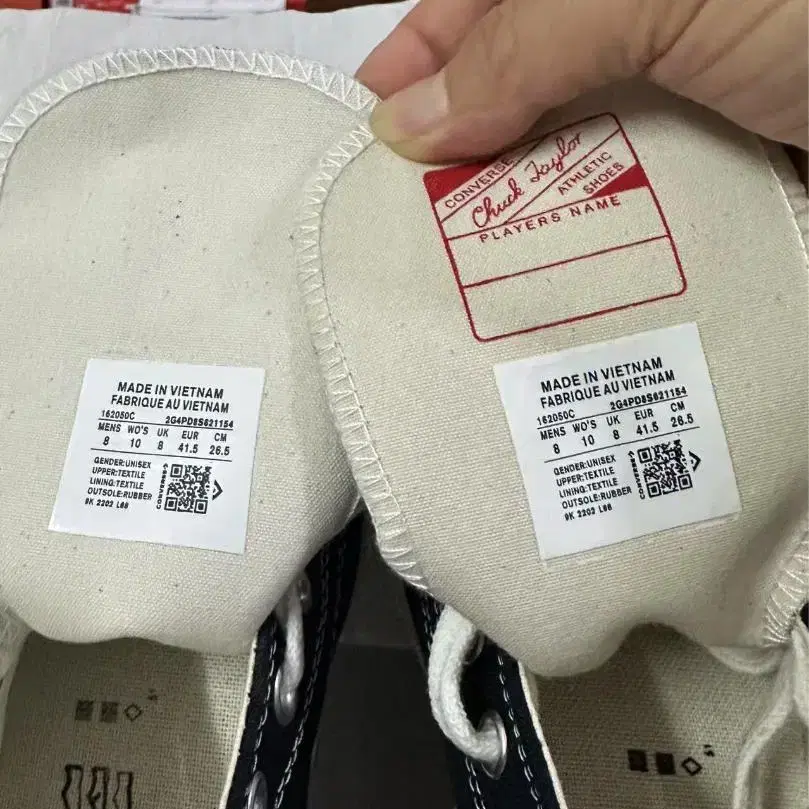 MADE IN VIETNAM
FABRIQUE AU VIETNAM
162050C 2G4PD8S621154
MENS WO'S UK EUR CM
8 10 8 41.5 26.5
GENDER:UNISEX
UPPER:TEXTILE
LINING:TEXTILE
OUTSOLE:RUBBER
9K 2202 L66
CONVERSE
CONVERSE
Chuck Taylor
ATHLETIC
SHOES
PLAYERS NAME
MADE IN VIETNAM
FABRIQUE AU VIETNAM
162050C 2G4PD8S621154
MENS WO'S UK EUR CM
8 10 8 41.5 26.5
GENDER:UNISEX
UPPER:TEXTILE
LINING:TEXTILE
OUTSOLE:RUBBER
9K 2202 L66
CONVERSE